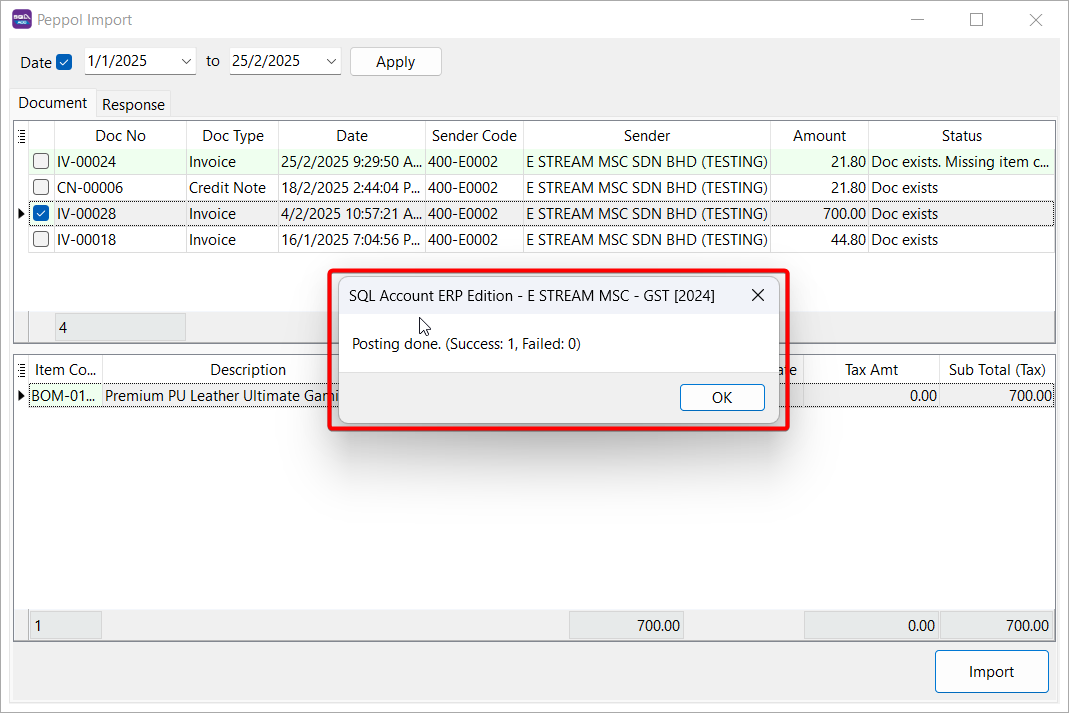 Peppol Import
Date 1/1/2025 to 25/2/2025 Apply
Document Response
Doc No Doc Type Date Sender Code Sender Amount Status
IV-00024 Invoice 25/2/2025 9:29:50 A... 400-E0002 E STREAM MSC SDN BHD (TESTING) 21.80 Doc exists. Missing item c...
CN-00006 Credit Note 18/2/2025 2:44:04 P... 400-E0002 E STREAM MSC SDN BHD (TESTING) 21.80 Doc exists
IV-00028 Invoice 4/2/2025 10:57:21 A... 400-E0002 E STREAM MSC SDN BHD (TESTING) 700.00 Doc exists
IV-00018 Invoice 16/1/2025 7:04:56 P... 400-E0002 E STREAM MSC SDN BHD (TESTING) 44.80 Doc exists
4
SQL Account ERP Edition - E STREAM MSC - GST [2024]
Posting done. (Success: 1, Failed: 0)
OK
Item Co... Description Tax Amt Sub Total (Tax)
BOM-01... Premium PU Leather Ultimate Gami 0.00 700.00
1 700.00 0.00 700.00
Import